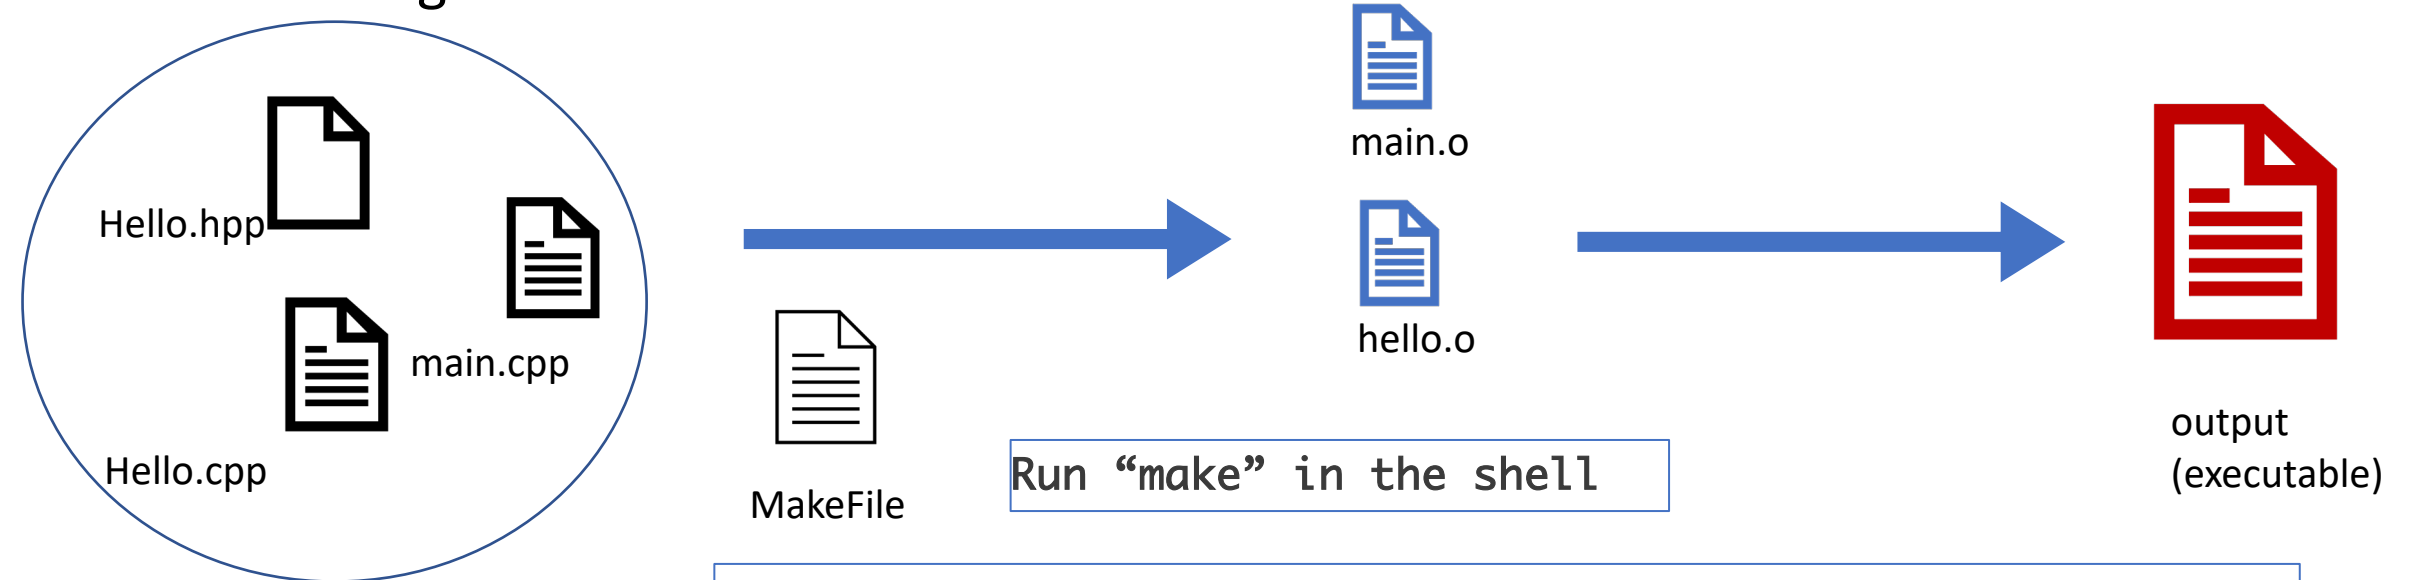 Hello.hpp
main.cpp
Hello.cpp
MakeFile
main.o
hello.o
Run “make” in the shell
output
(executable)